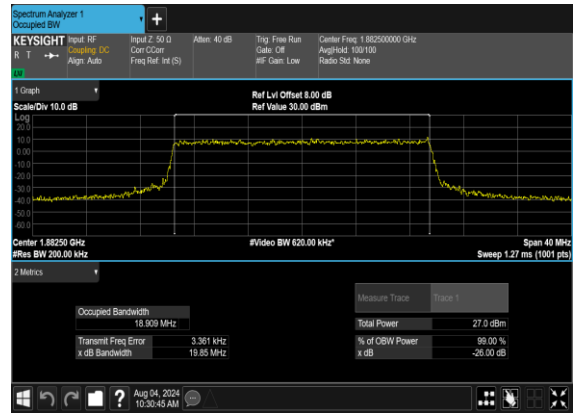 Spectrum Analyzer 1
Occupied BW
+
KEYSIGHT Input: RF Input Z: 50 Ω Atten: 40 dB Trig: Free Run Center Freq: 1.882500000 GHz
R T Coupling: DC Corr CCorr Gate: Off Avg|Hold: 100/100
Align: Auto Freq Ref: Int (S) #IF Gain: Low Radio Std: None
1 Graph
Ref Lvl Offset 8.00 dB
Scale/Div 10.0 dB Ref Value 30.00 dBm
Log
20.0
10.0
0.00
-10.0
-20.0
-30.0
-40.0
-50.0
-60.0
Center 1.88250 GHz #Video BW 620.00 kHz* Span 40 MHz
#Res BW 200.00 kHz Sweep 1.27 ms (1001 pts)
2 Metrics
Measure Trace Trace 1
Occupied Bandwidth
18.909 MHz Total Power 27.0 dBm
Transmit Freq Error 3.361 kHz % of OBW Power 99.00 %
x dB Bandwidth 19.85 MHz x dB -26.00 dB
? Aug 04, 2024
10:30:45 AM